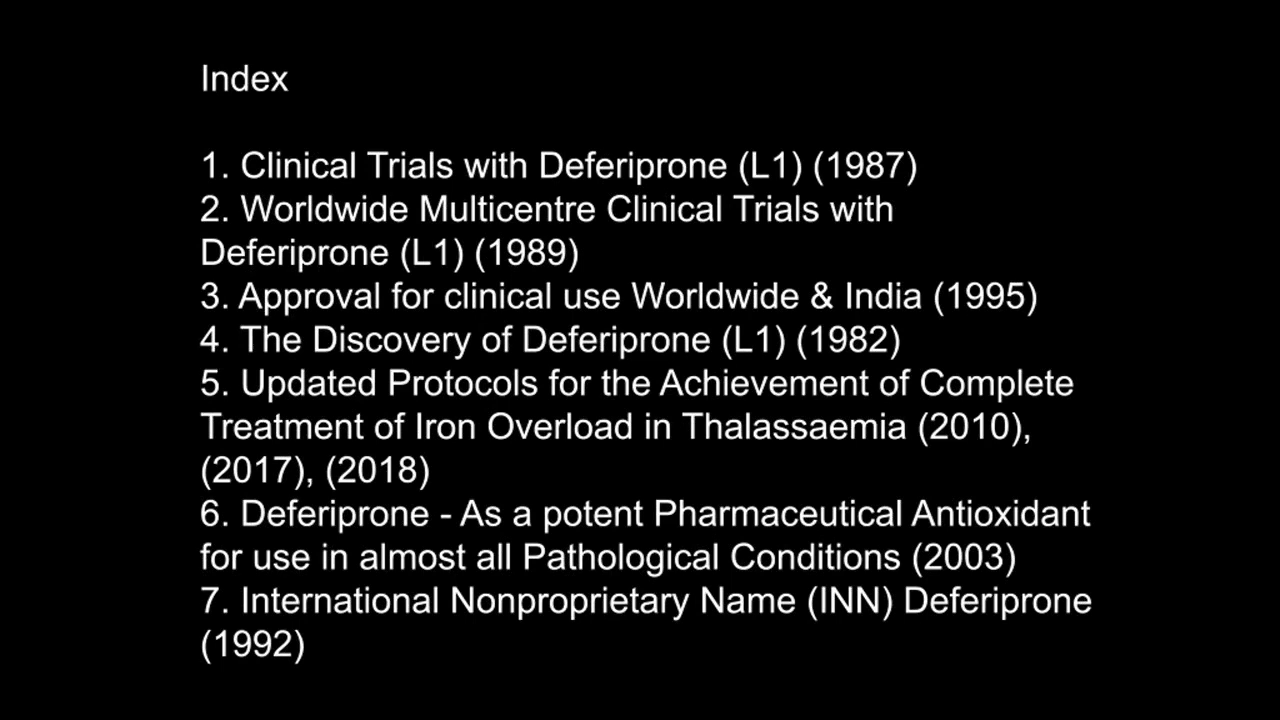 Index
1. Clinical Trials with Deferiprone (L1) (1987)
2. Worldwide Multicentre Clinical Trials with
Deferiprone (L1) (1989)
3. Approval for clinical use Worldwide & India (1995)
4. The Discovery of Deferiprone (L1) (1982)
5. Updated Protocols for the Achievement of Complete
Treatment of Iron Overload in Thalassaemia (2010),
(2017), (2018)
6. Deferiprone - As a potent Pharmaceutical Antioxidant
for use in almost all Pathological Conditions (2003)
7. International Nonproprietary Name (INN) Deferiprone
(1992)